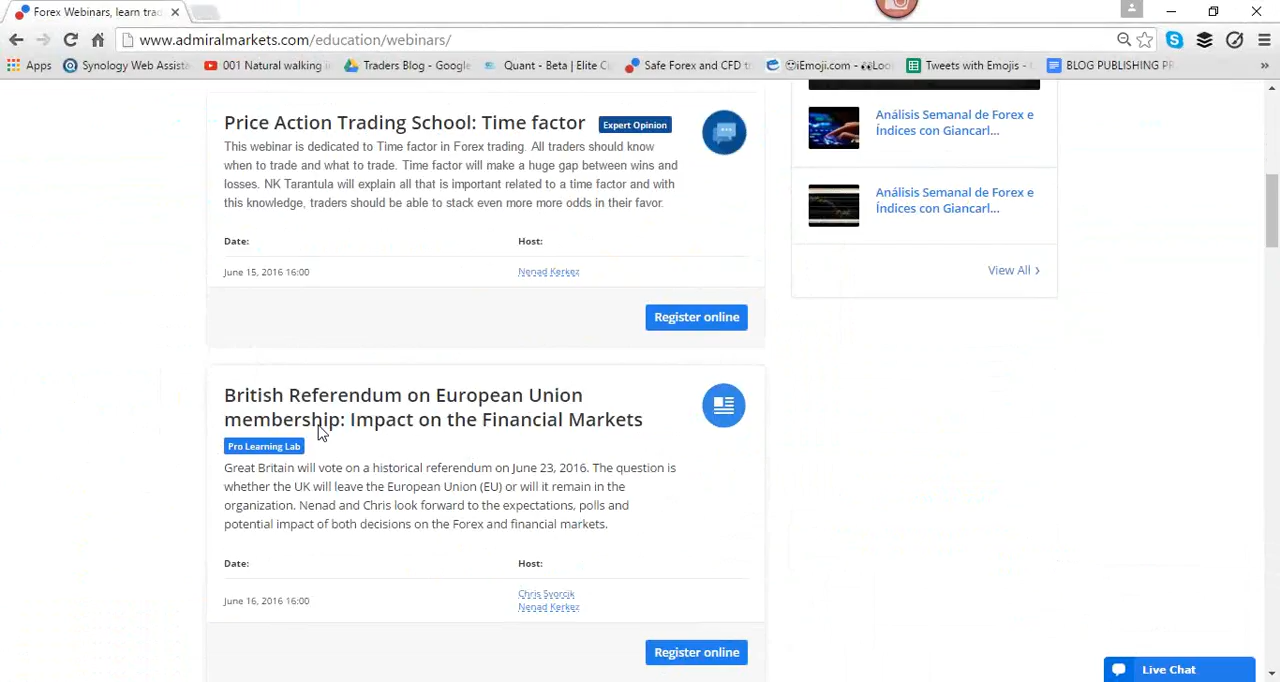 Forex Webinars, learn trad
www.admiralmarkets.com/education/webinars/
Apps
Synology Web Assista
001 Natural walking
Traders Blog - Google
Quant - Beta | Elite C
Safe Forex and CFD t
iEmoji.com -
Loo
Tweets with Emojis -
BLOG PUBLISHING PR
»
Price Action Trading School: Time factor
Expert Opinion
This webinar is dedicated to Time factor in Forex trading. All traders should know
when to trade and what to trade. Time factor will make a huge gap between wins and
losses. NK Tarantula will explain all that is important related to a time factor and with
this knowledge, traders should be able to stack even more more odds in their favor.
Date:
Host:
June 15, 2016 16:00
Nenad Kerkez
Register online
British Referendum on European Union
membership: Impact on the Financial Markets
Pro Learning Lab
Great Britain will vote on a historical referendum on June 23, 2016. The question is
whether the UK will leave the European Union (EU) or will it remain in the
organization. Nenad and Chris look forward to the expectations, polls and
potential impact of both decisions on the Forex and financial markets.
Date:
Host:
June 16, 2016 16:00
Chris Svorcik
Nenad Kerkez
Register online
Análisis Semanal de Forex e
Índices con Giancarl...
Análisis Semanal de Forex e
Índices con Giancarl...
View All ›
Live Chat